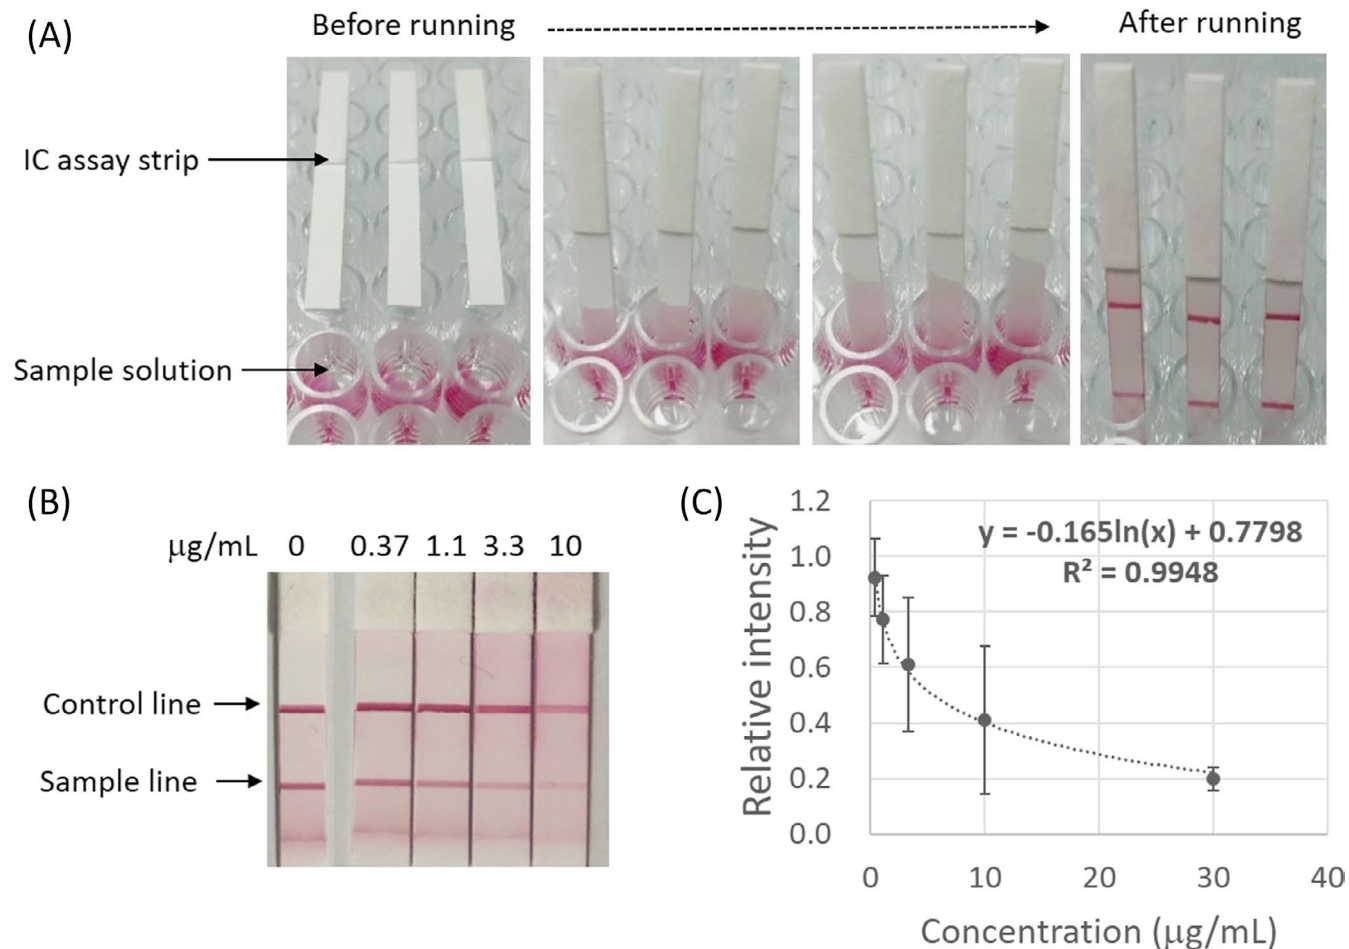 (A)
Before running
After running
IC assay strip
Sample solution
(B)
μg/mL 0 0.37 1.1 3.3 10
Control line
Sample line
(C)
Relative intensity
1.2
1.0
0.8
0.6
0.4
0.2
0.0
y = -0.165ln(x) + 0.7798
R² = 0.9948
0 10 20 30 40
Concentration (μg/mL)